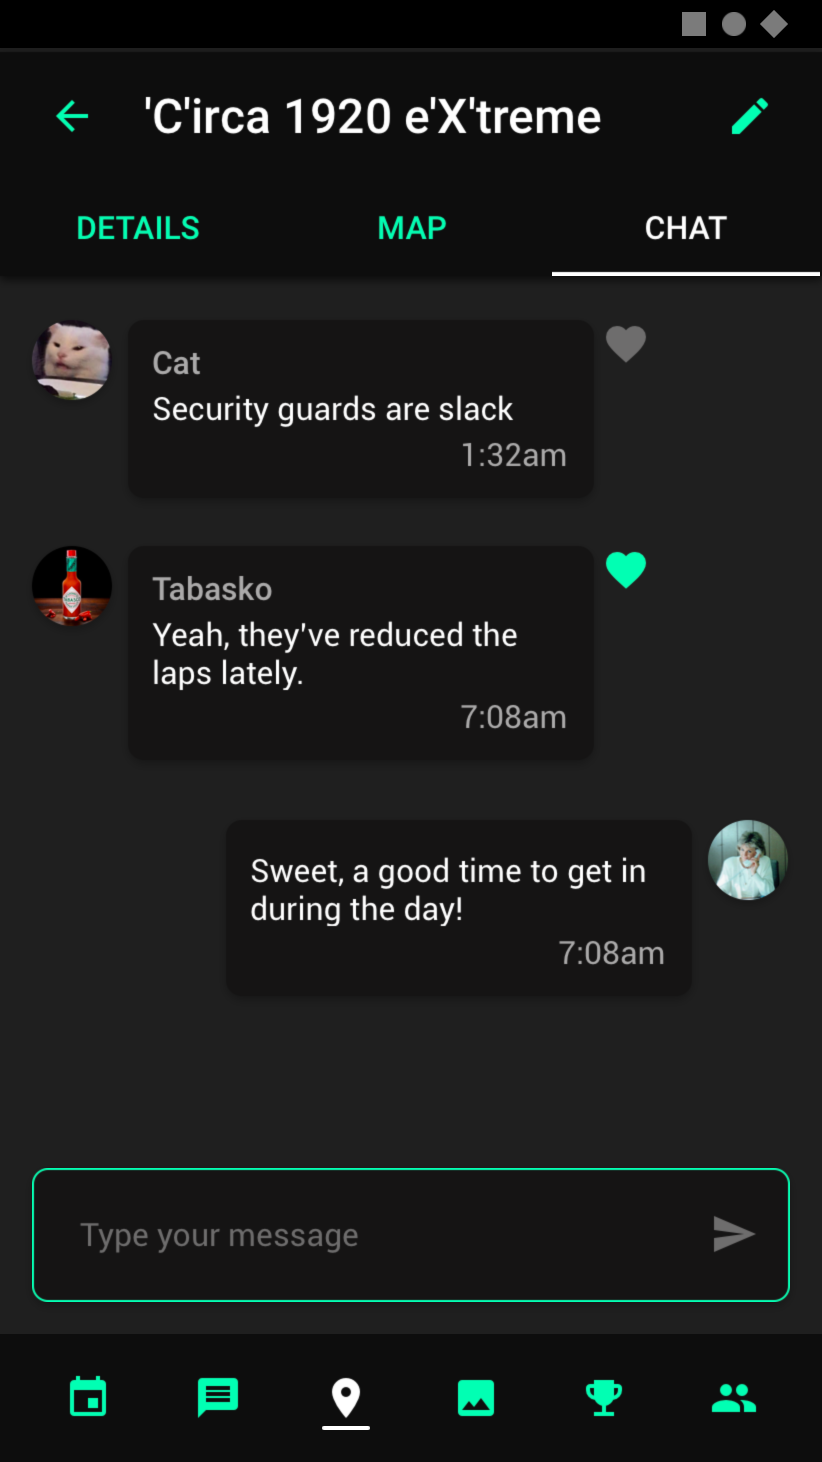 'C'irca 1920 e'X'treme
DETAILS
MAP
CHAT
Cat
Security guards are slack
1:32am
Tabasko
Yeah, they've reduced the
laps lately.
7:08am
Sweet, a good time to get in
during the day!
7:08am
Type your message